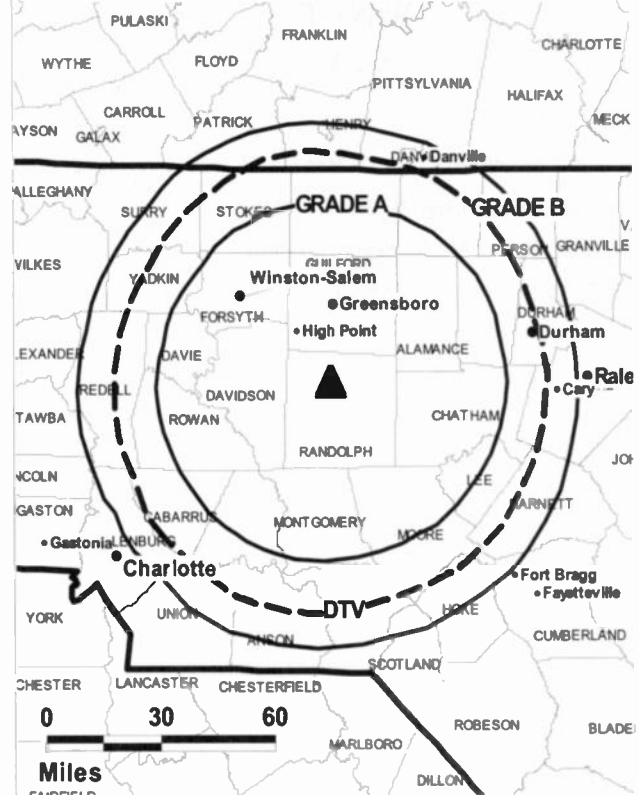 PULASKI
FRANKLIN
CHARLOTTE
WYTHE
FLOYD
PITTSYLVANIA
HALIFAX
CARROLL
PATRICK
HENRY
MECK
AYSON
GALAX
DANV Danville
ALLEGHANY
SURRY
STOKES
GRADE A
GRADE B
PERSON
GRANVILLE
WILKES
YADKIN
GUILFORD
Winston-Salem
Greensboro
FORSYTH
High Point
DURHAM
Durham
EXANDER
DAVIE
ALAMANCE
REDELL
DAVIDSON
Rale
Cary
TAWBA
ROWAN
CHATHAM
RANDOLPH
JOH
NCOLN
LEE
GASTON
CABARRUS
MONTGOMERY
MOORE
HARNETT
Gastonia
LENBURG
Charlotte
Fort Bragg
Fayetteville
YORK
UNION
DTV
HOKE
ANSON
CUMBERLAND
SCOTLAND
CHESTER
LANCASTER
CHESTERFIELD
0 30 60
ROBESON
BLADE
MARLBORO
Miles
DILLON
FAIRFIELD